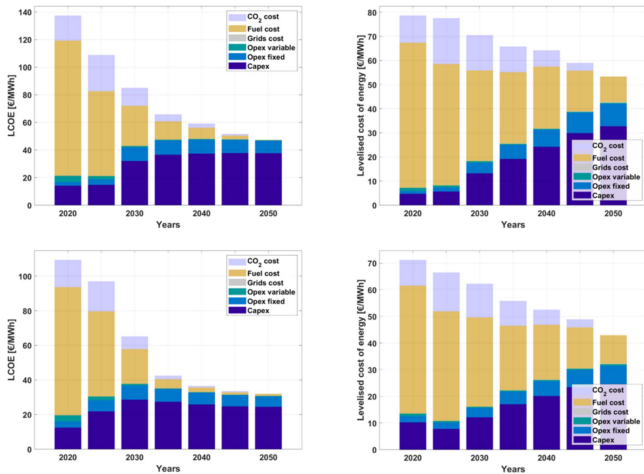 140
120
100
80
60
40
20
0
LCOE [€/MWh]
CO2 cost
Fuel cost
Grids cost
Opex variable
Opex fixed
Capex
2020 2030 2040 2050
Years
80
70
60
50
40
30
20
10
0
Levelised cost of energy [€/MWh]
CO2 cost
Fuel cost
Grids cost
Opex variable
Opex fixed
Capex
2020 2030 2040 2050
Years
100
80
60
40
20
0
LCOE [€/MWh]
CO2 cost
Fuel cost
Grids cost
Opex variable
Opex fixed
Capex
2020 2030 2040 2050
Years
70
60
50
40
30
20
10
0
Levelised cost of energy [€/MWh]
CO2 cost
Fuel cost
Grids cost
Opex variable
Opex fixed
Capex
2020 2030 2040 2050
Years